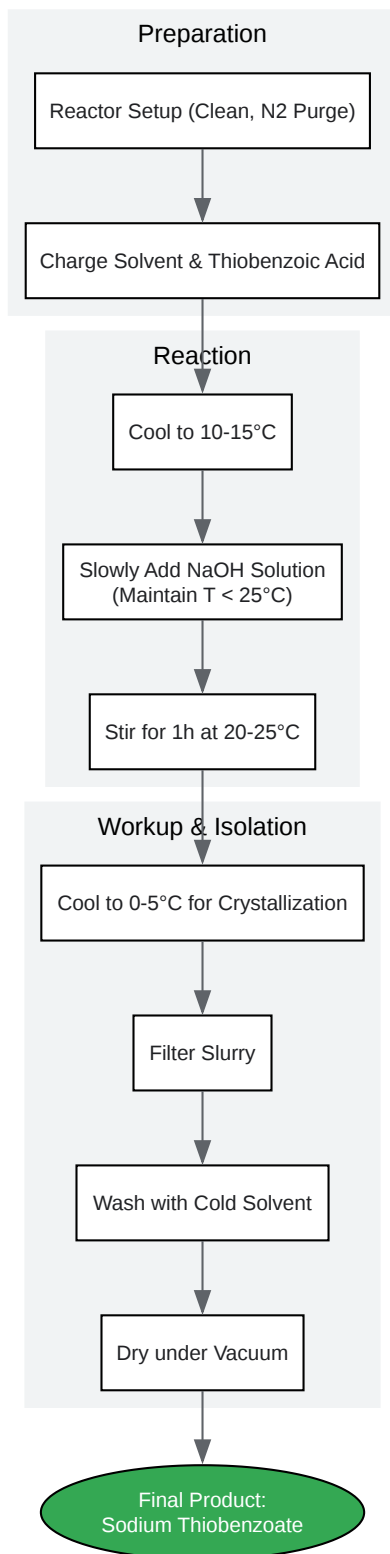 Preparation
Reactor Setup (Clean, N2 Purge)
Charge Solvent & Thiobenzoic Acid
Reaction
Cool to 10-15°C
Slowly Add NaOH Solution
(Maintain T < 25°C)
Stir for 1h at 20-25°C
Workup & Isolation
Cool to 0-5°C for Crystallization
Filter Slurry
Wash with Cold Solvent
Dry under Vacuum
Final Product:
Sodium Thiobenzoate